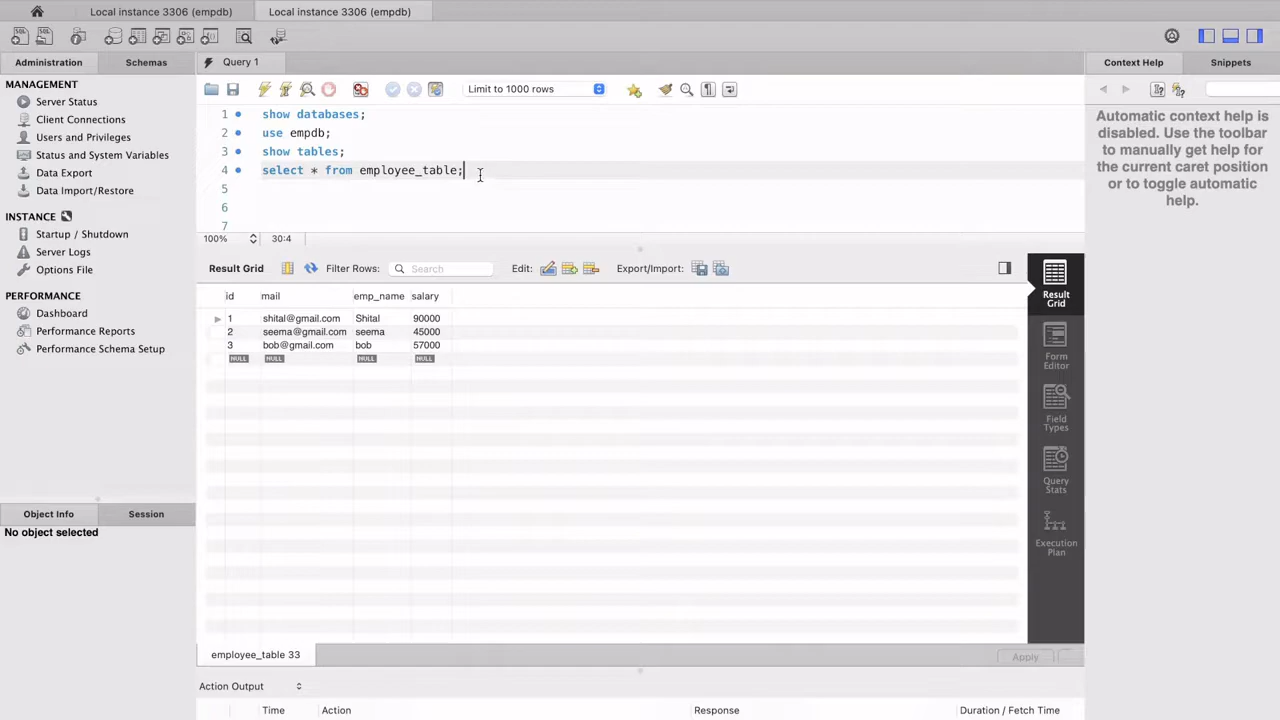 Local instance 3306 (empdb) Local instance 3306 (empdb)
Administration Schemas
Query 1
Context Help Snippets
MANAGEMENT
Server Status
Client Connections
Users and Privileges
Status and System Variables
Data Export
Data Import/Restore
INSTANCE
Startup / Shutdown
Server Logs
Options File
PERFORMANCE
Dashboard
Performance Reports
Performance Schema Setup
Object Info Session
No object selected
Limit to 1000 rows
1 show databases;
2 use empdb;
3 show tables;
4 select * from employee_table;
5
6
7
100% 30:4
Result Grid Filter Rows: Search Edit: Export/Import:
id mail emp_name salary
1 shital@gmail.com Shital 90000
2 seema@gmail.com seema 45000
3 bob@gmail.com bob 57000
NULL NULL NULL NULL
Result
Grid
Form
Editor
Field
Types
Query
Stats
Execution
Plan
employee_table 33
Apply
Action Output
Time Action Response Duration / Fetch Time
Automatic context help is
disabled. Use the toolbar
to manually get help for
the current caret position
or to toggle automatic
help.